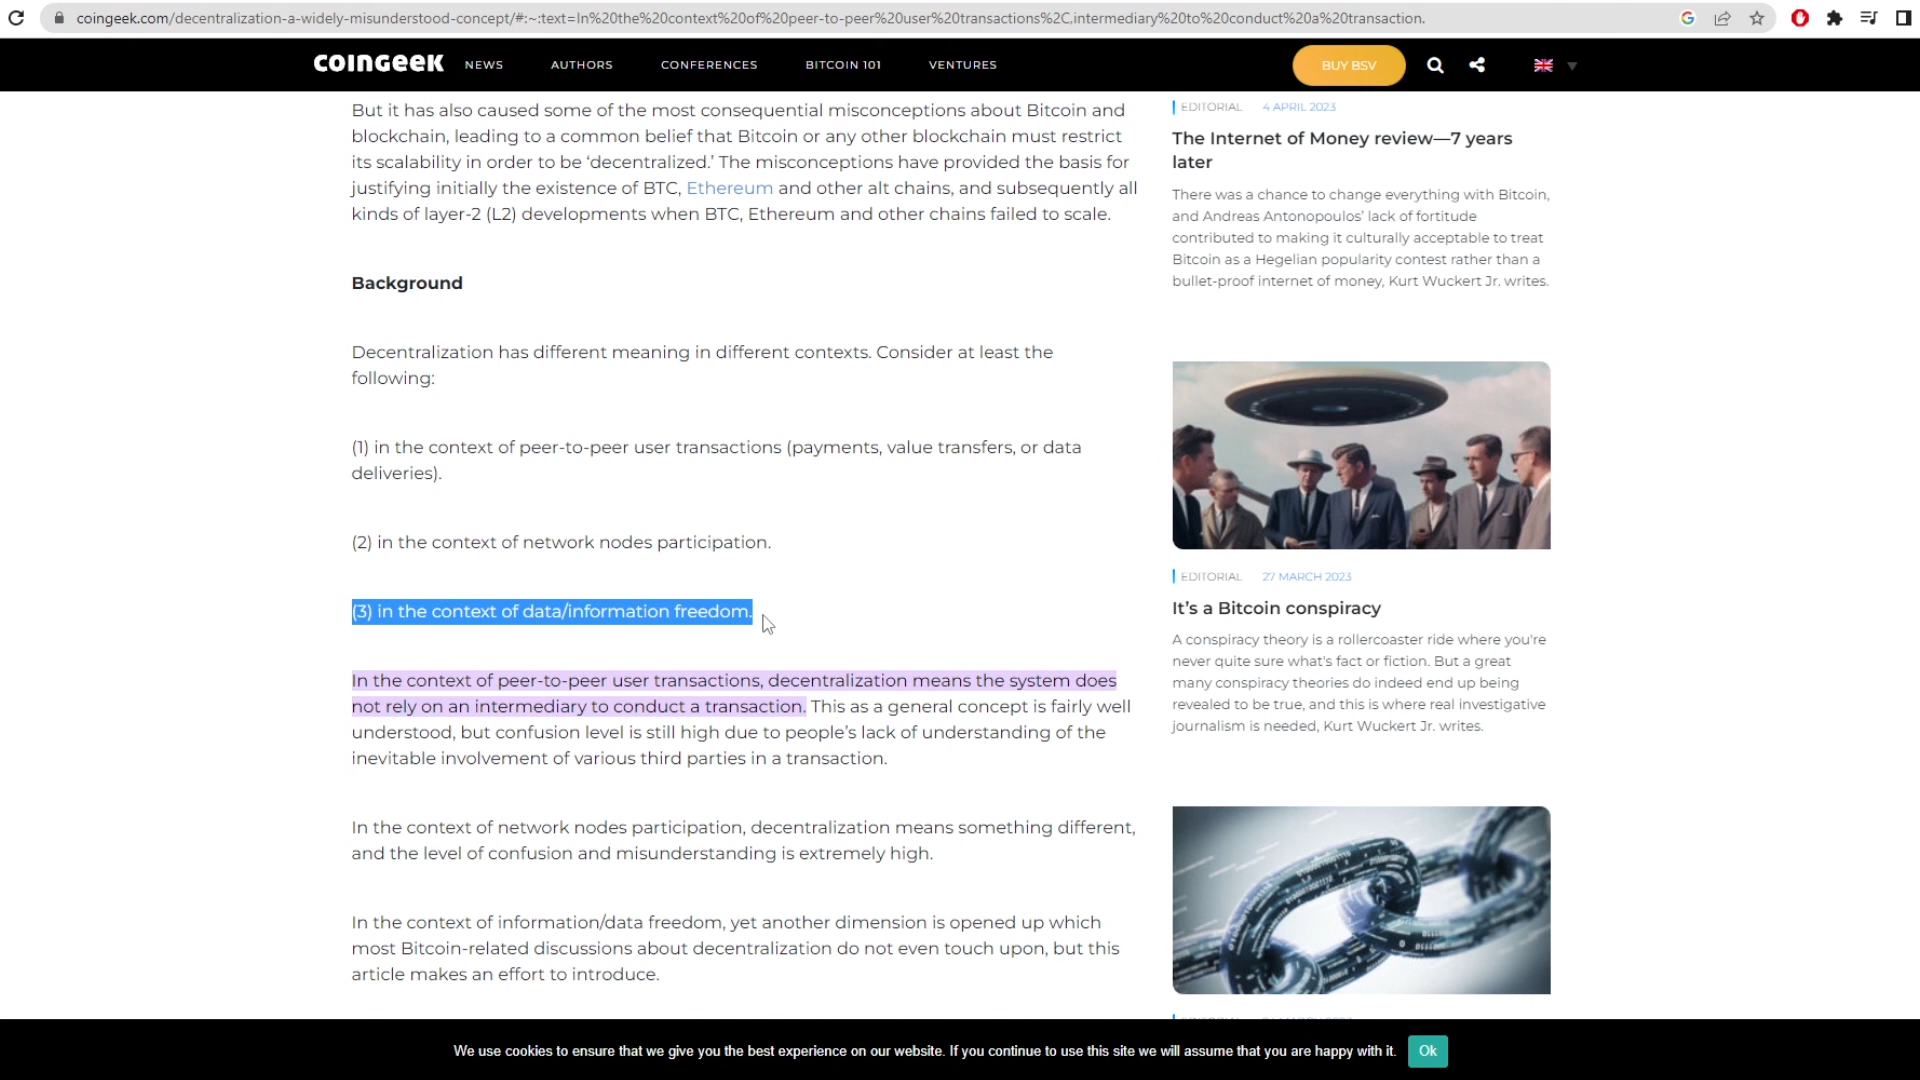 coingeek.com/decentralization-a-widely-misunderstood-concept/#:~:text=In%20the%20context%20of%20peer-to-peer%20user%20transactions%2C,intermediary%20to%20conduct%20a%20transaction.
coingeek NEWS AUTHORS CONFERENCES BITCOIN 101 VENTURES BUY BSV
But it has also caused some of the most consequential misconceptions about Bitcoin and
blockchain, leading to a common belief that Bitcoin or any other blockchain must restrict
its scalability in order to be ‘decentralized.’ The misconceptions have provided the basis for
justifying initially the existence of BTC, Ethereum and other alt chains, and subsequently all
kinds of layer-2 (L2) developments when BTC, Ethereum and other chains failed to scale.
Background
Decentralization has different meaning in different contexts. Consider at least the
following:
(1) in the context of peer-to-peer user transactions (payments, value transfers, or data
deliveries).
(2) in the context of network nodes participation.
(3) in the context of data/information freedom.
In the context of peer-to-peer user transactions, decentralization means the system does
not rely on an intermediary to conduct a transaction. This as a general concept is fairly well
understood, but confusion level is still high due to people’s lack of understanding of the
inevitable involvement of various third parties in a transaction.
In the context of network nodes participation, decentralization means something different,
and the level of confusion and misunderstanding is extremely high.
In the context of information/data freedom, yet another dimension is opened up which
most Bitcoin-related discussions about decentralization do not even touch upon, but this
article makes an effort to introduce.
EDITORIAL 4 APRIL 2023
The Internet of Money review—7 years
later
There was a chance to change everything with Bitcoin,
and Andreas Antonopoulos’ lack of fortitude
contributed to making it culturally acceptable to treat
Bitcoin as a Hegelian popularity contest rather than a
bullet-proof internet of money, Kurt Wuckert Jr. writes.
EDITORIAL 27 MARCH 2023
It’s a Bitcoin conspiracy
A conspiracy theory is a rollercoaster ride where you're
never quite sure what's fact or fiction. But a great
many conspiracy theories do indeed end up being
revealed to be true, and this is where real investigative
journalism is needed, Kurt Wuckert Jr. writes.
We use cookies to ensure that we give you the best experience on our website. If you continue to use this site we will assume that you are happy with it. Ok